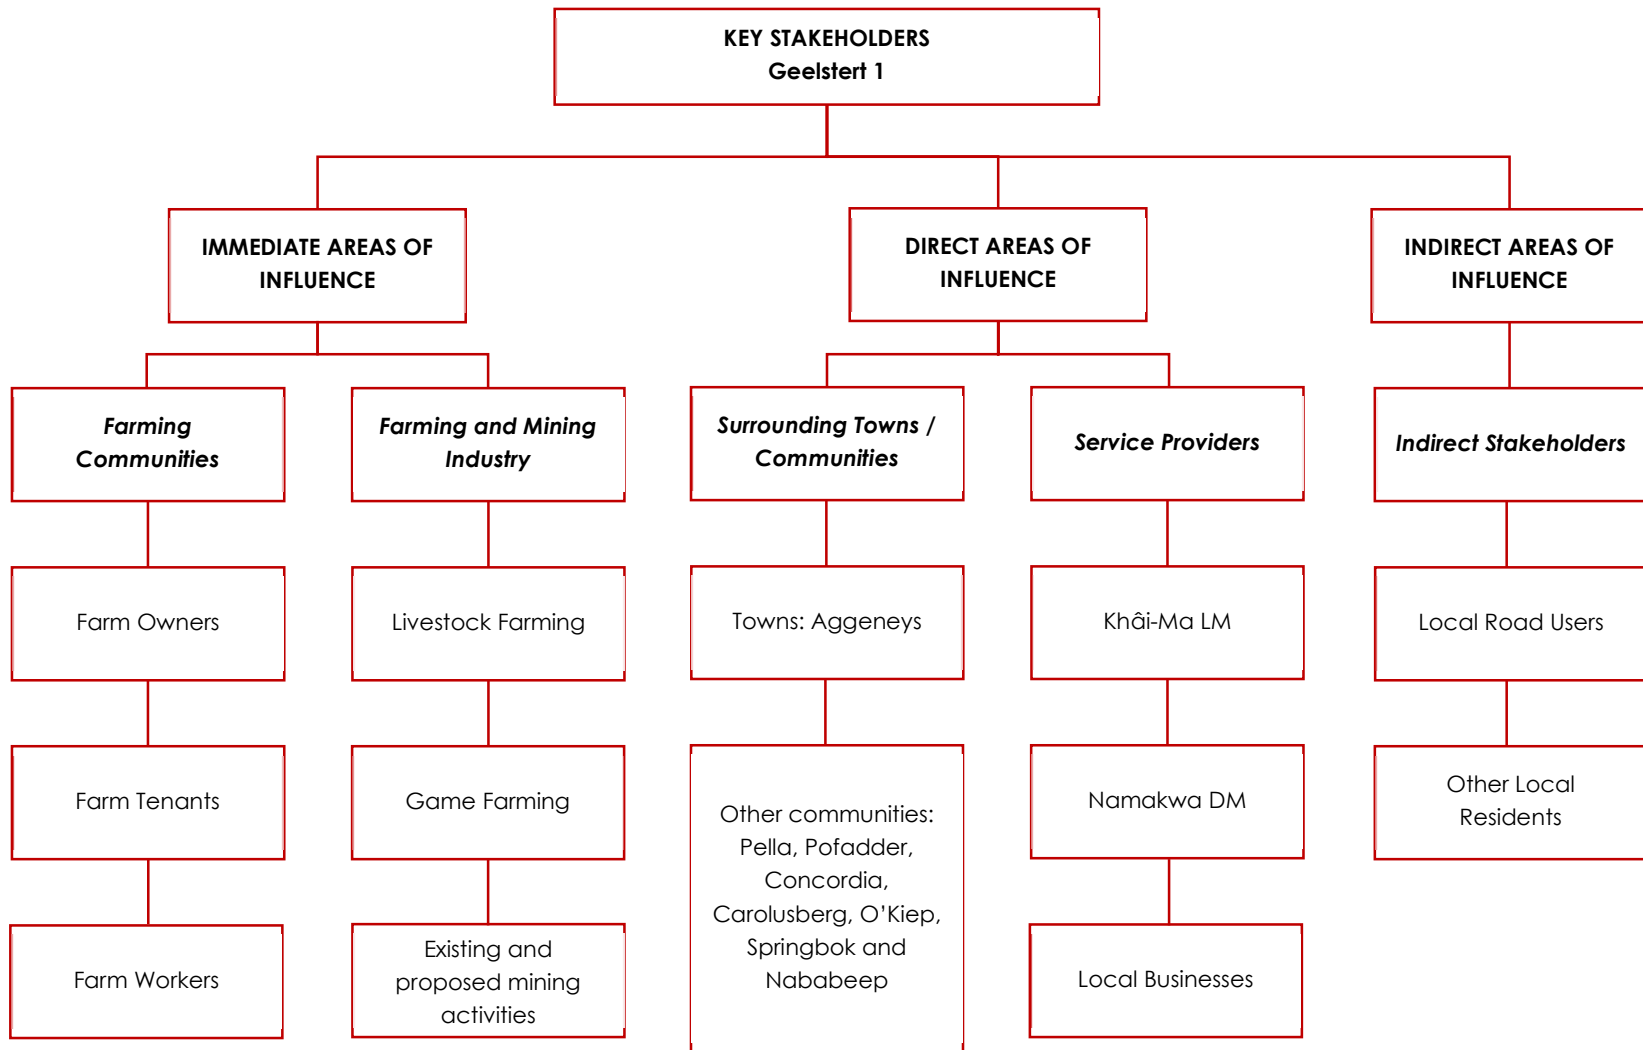 KEY STAKEHOLDERS
Geelstert 1
IMMEDIATE AREAS OF
INFLUENCE
DIRECT AREAS OF
INFLUENCE
INDIRECT AREAS OF
INFLUENCE
Farming
Communities
Farming and Mining
Industry
Surrounding Towns /
Communities
Service Providers
Indirect Stakeholders
Farm Owners
Livestock Farming
Towns: Aggeneys
Khâi-Ma LM
Local Road Users
Farm Tenants
Game Farming
Other communities:
Pella, Pofadder,
Concordia,
Carolusberg, O’Kiep,
Springbok and
Nababeep
Namakwa DM
Other Local
Residents
Farm Workers
Existing and
proposed mining
activities
Local Businesses